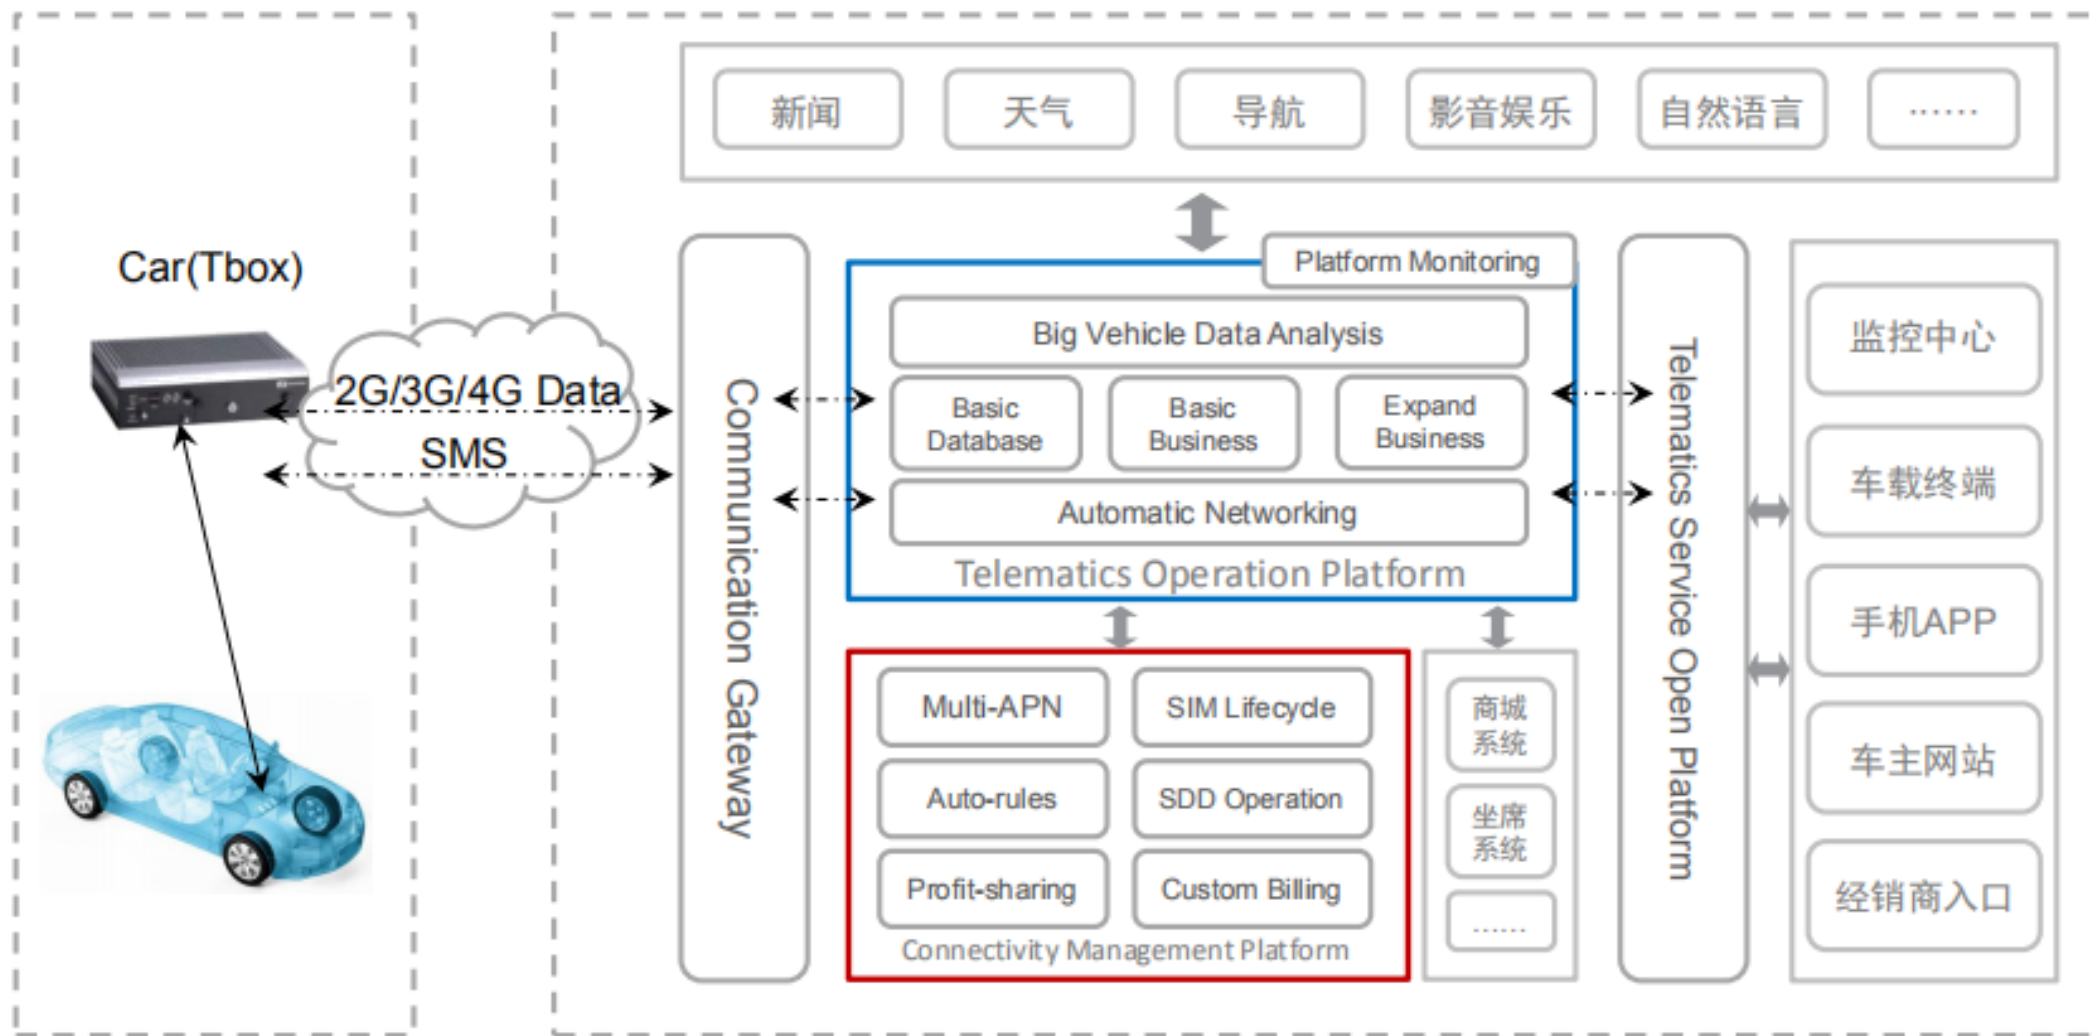 新闻
天气
导航
影音娱乐
自然语言
......
Car(Tbox)
2G/3G/4G Data
SMS
Communication Gateway
Platform Monitoring
Big Vehicle Data Analysis
Basic
Database
Basic
Business
Expand
Business
Automatic Networking
Telematics Operation Platform
Multi-APN
SIM Lifecycle
Auto-rules
SDD Operation
Profit-sharing
Custom Billing
Connectivity Management Platform
商城
系统
坐席
系统
......
Telematics Service Open Platform
监控中心
车载终端
手机APP
车主网站
经销商入口